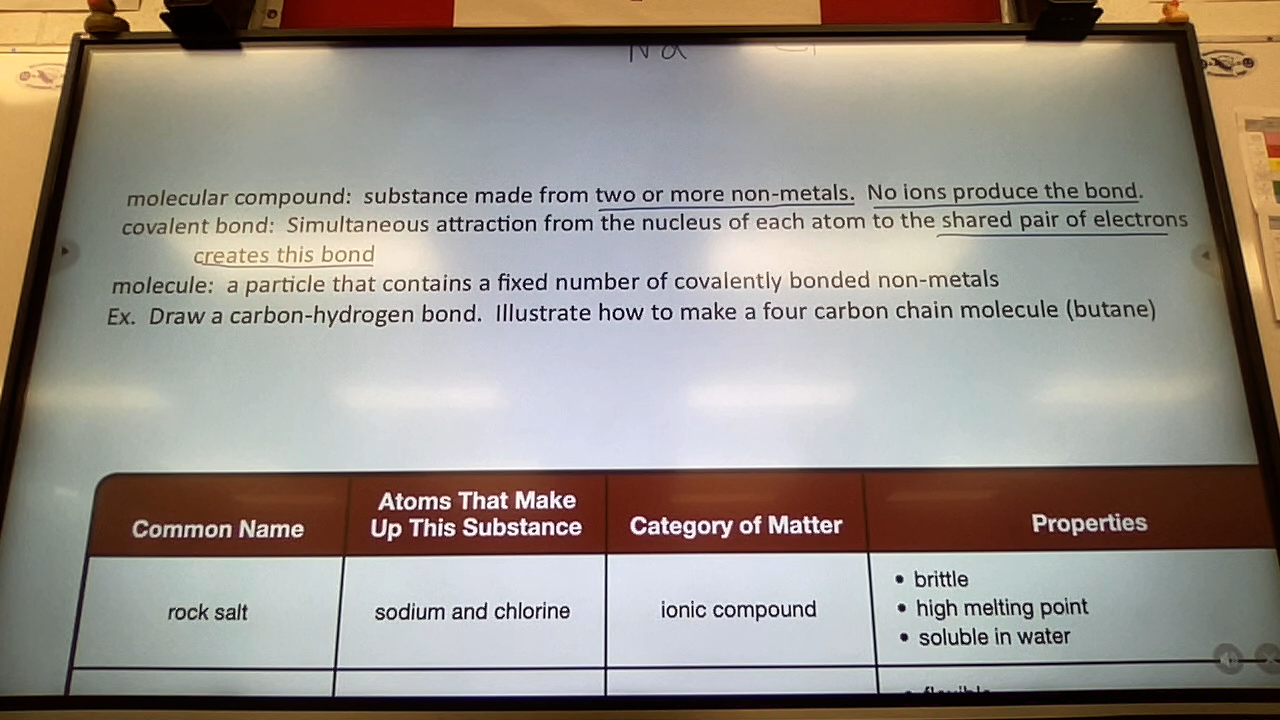 Na
molecular compound: substance made from two or more non-metals. No ions produce the bond.
covalent bond: Simultaneous attraction from the nucleus of each atom to the shared pair of electrons
creates this bond
molecule: a particle that contains a fixed number of covalently bonded non-metals
Ex. Draw a carbon-hydrogen bond. Illustrate how to make a four carbon chain molecule (butane)
Common Name
Atoms That Make
Up This Substance
Category of Matter
Properties
rock salt
sodium and chlorine
ionic compound
• brittle
• high melting point
• soluble in water